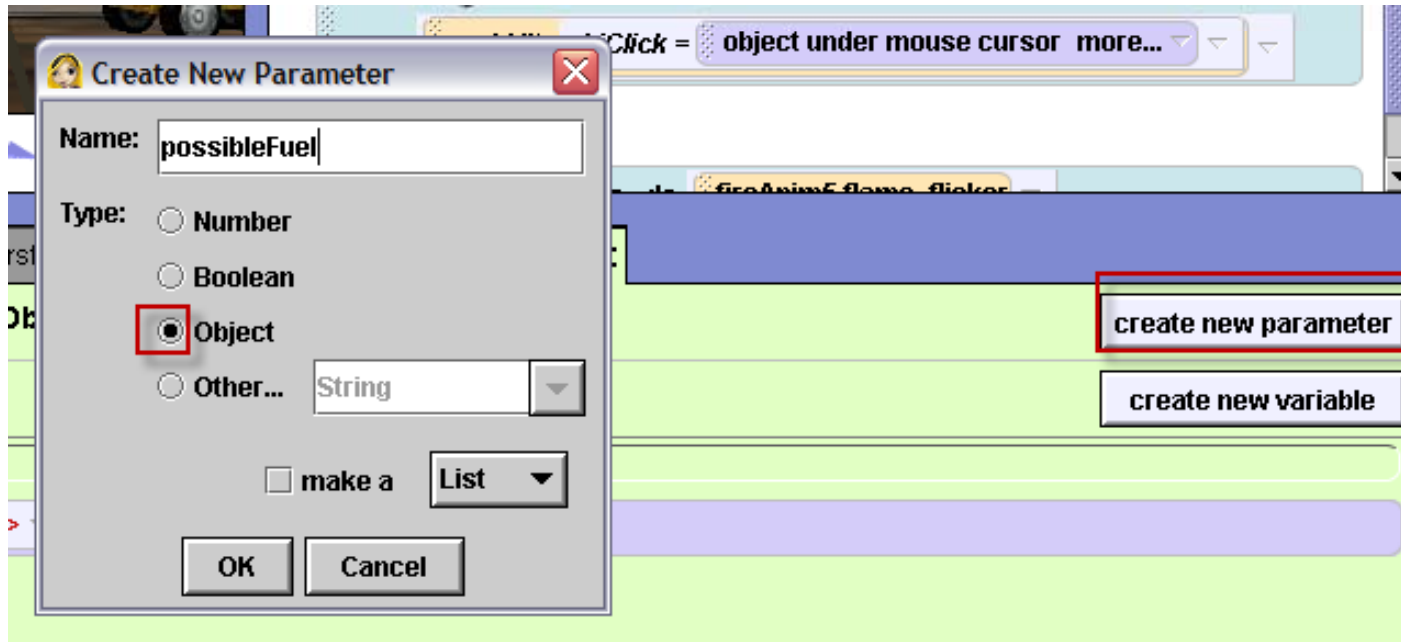 Click = object under mouse cursor more...
Create New Parameter
Name: possibleFuel
Type:
Number
Boolean
Object
Other... String
make a List
OK Cancel
create new parameter
create new variable
>